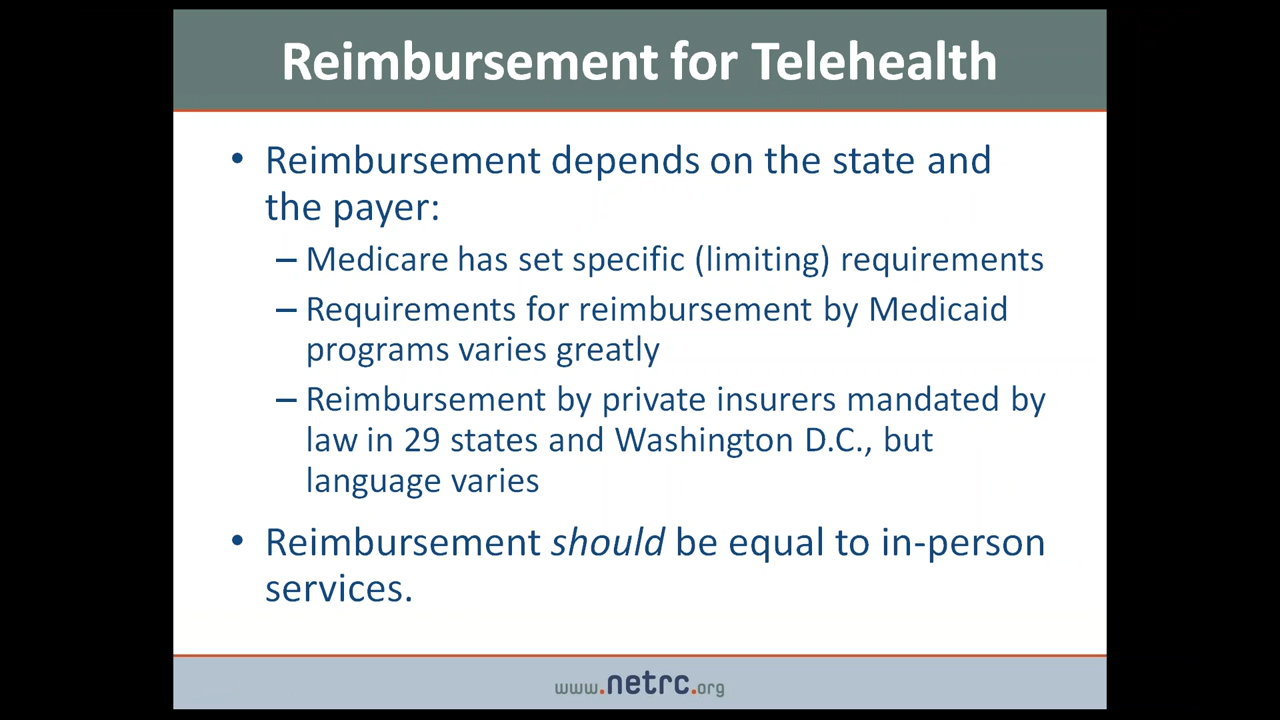 Reimbursement for Telehealth
• Reimbursement depends on the state and
the payer:
– Medicare has set specific (limiting) requirements
– Requirements for reimbursement by Medicaid
programs varies greatly
– Reimbursement by private insurers mandated by
law in 29 states and Washington D.C., but
language varies
• Reimbursement should be equal to in-person
services.
www.netrc.org